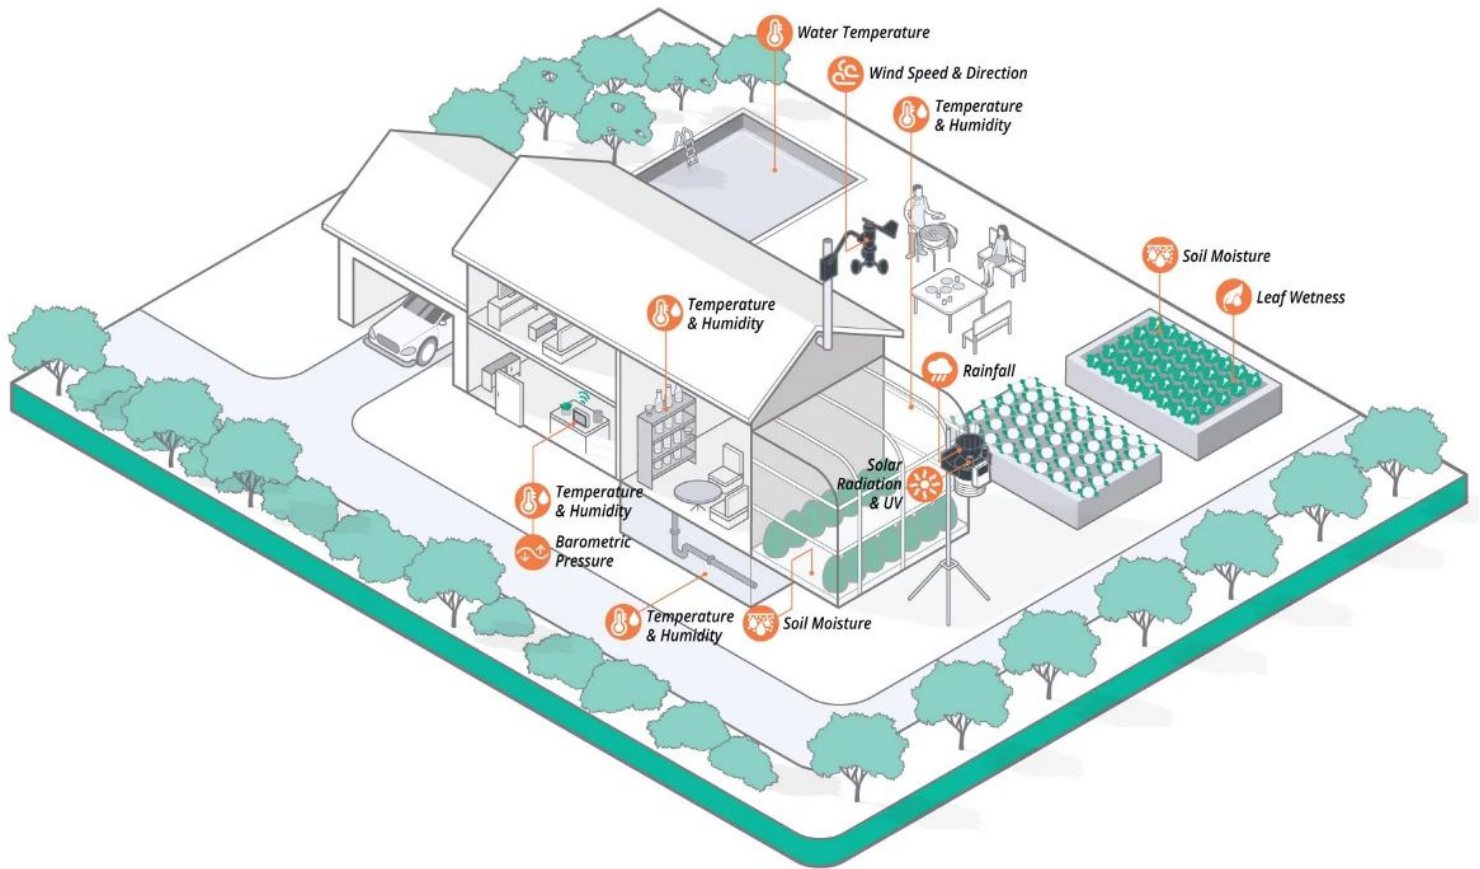 Water Temperature
Wind Speed & Direction
Temperature
& Humidity
Soil Moisture
Leaf Wetness
Temperature
& Humidity
Rainfall
Solar
Radiation
& UV
Temperature
& Humidity
Barometric
Pressure
Temperature
& Humidity
Soil Moisture